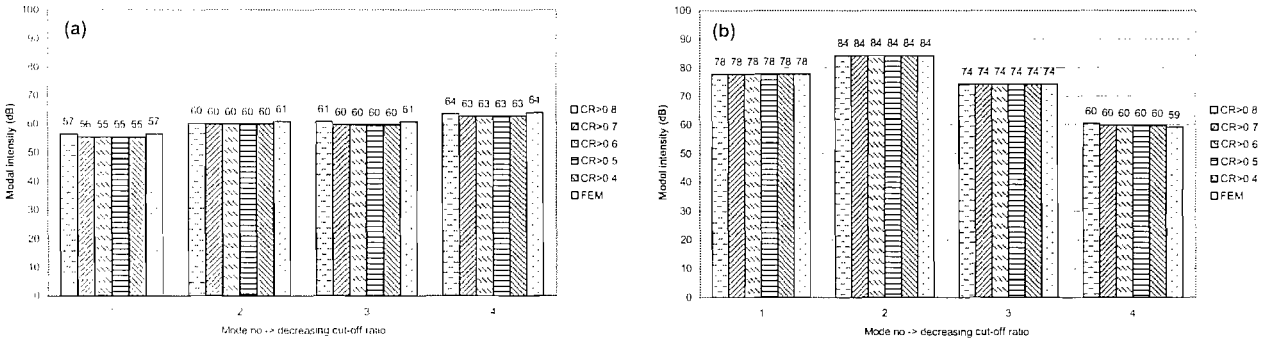 (a)
Modal intensity (dB)
100
90
80
70
60
50
40
30
20
10
0
57 56 55 55 55 57
60 60 60 60 60 61
61 60 60 60 60 61
64 63 63 63 63 64
1 2 3 4
Mode no -> decreasing cut-off ratio
CR>0 8
CR>0 7
CR>0 6
CR>0 5
CR>0 4
FEM
(b)
Modul intensity (dB)
100
90
80
70
60
50
40
30
20
10
0
78 78 78 78 78 78
84 84 84 84 84 84
74 74 74 74 74 74
60 60 60 60 60 59
1 2 3 4
Mode no -> decreasing cut-off ratio
CR>0 8
CR>0 7
CR>0 6
CR>0 5
CR>0 4
FEM